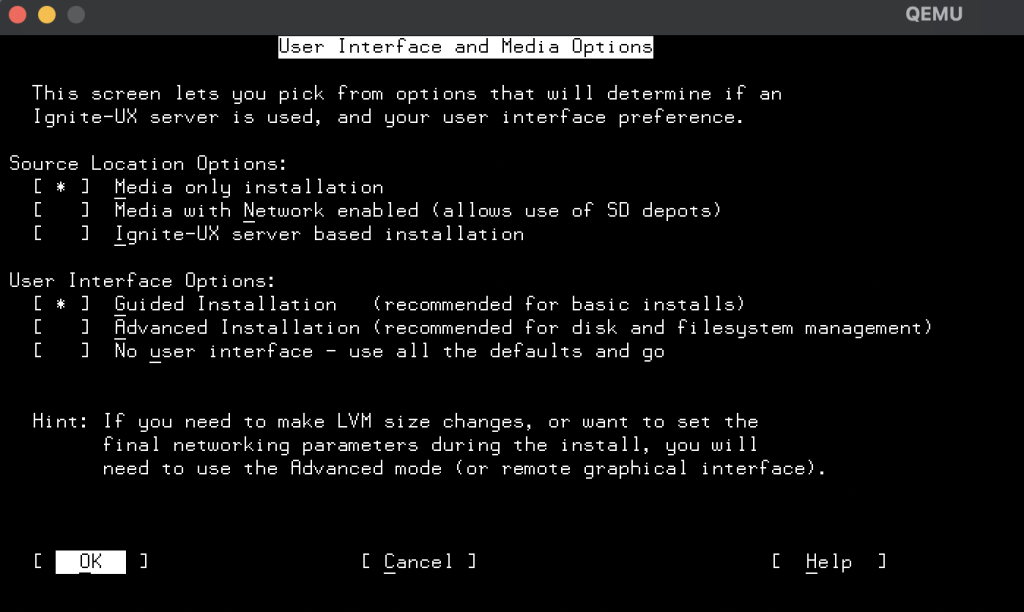 QEMU
User Interface and Media Options
This screen lets you pick from options that will determine if an
Ignite-UX server is used, and your user interface preference.
Source Location Options:
[ * ] Media only installation
[   ] Media with Network enabled (allows use of SD depots)
[   ] Ignite-UX server based installation
User Interface Options:
[ * ] Guided Installation   (recommended for basic installs)
[   ] Advanced Installation (recommended for disk and filesystem management)
[   ] No user interface - use all the defaults and go
Hint: If you need to make LVM size changes, or want to set the
final networking parameters during the install, you will
need to use the Advanced mode (or remote graphical interface).
[ OK ] [ Cancel ] [ Help ]